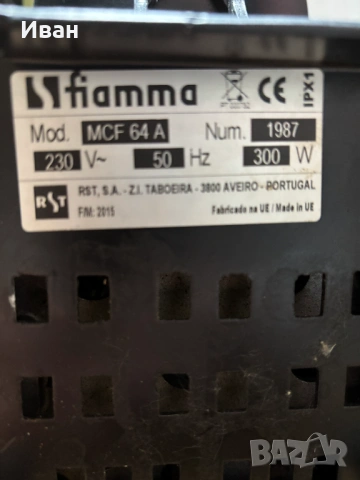 Иван
fiamma
CE
IPX1
Mod. MCF 64 A Num. 1987
230 V~ 50 Hz 300 W
RST RST, S.A. - Z.I. TABOEIRA - 3800 AVEIRO - PORTUGAL
F/M: 2015 Fabricado na UE / Made in UE
BAZAR